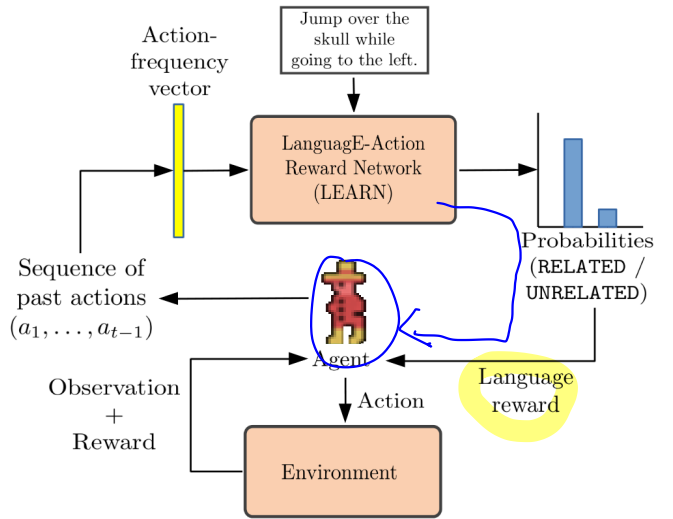 Jump over the
skull while
going to the left.
Action-
frequency
vector
LanguagE-Action
Reward Network
(LEARN)
Probabilities
(RELATED /
UNRELATED)
Sequence of
past actions
(a₁, . . . , aₜ₋₁)
Agent
Language
reward
Observation
+
Reward
Action
Environment